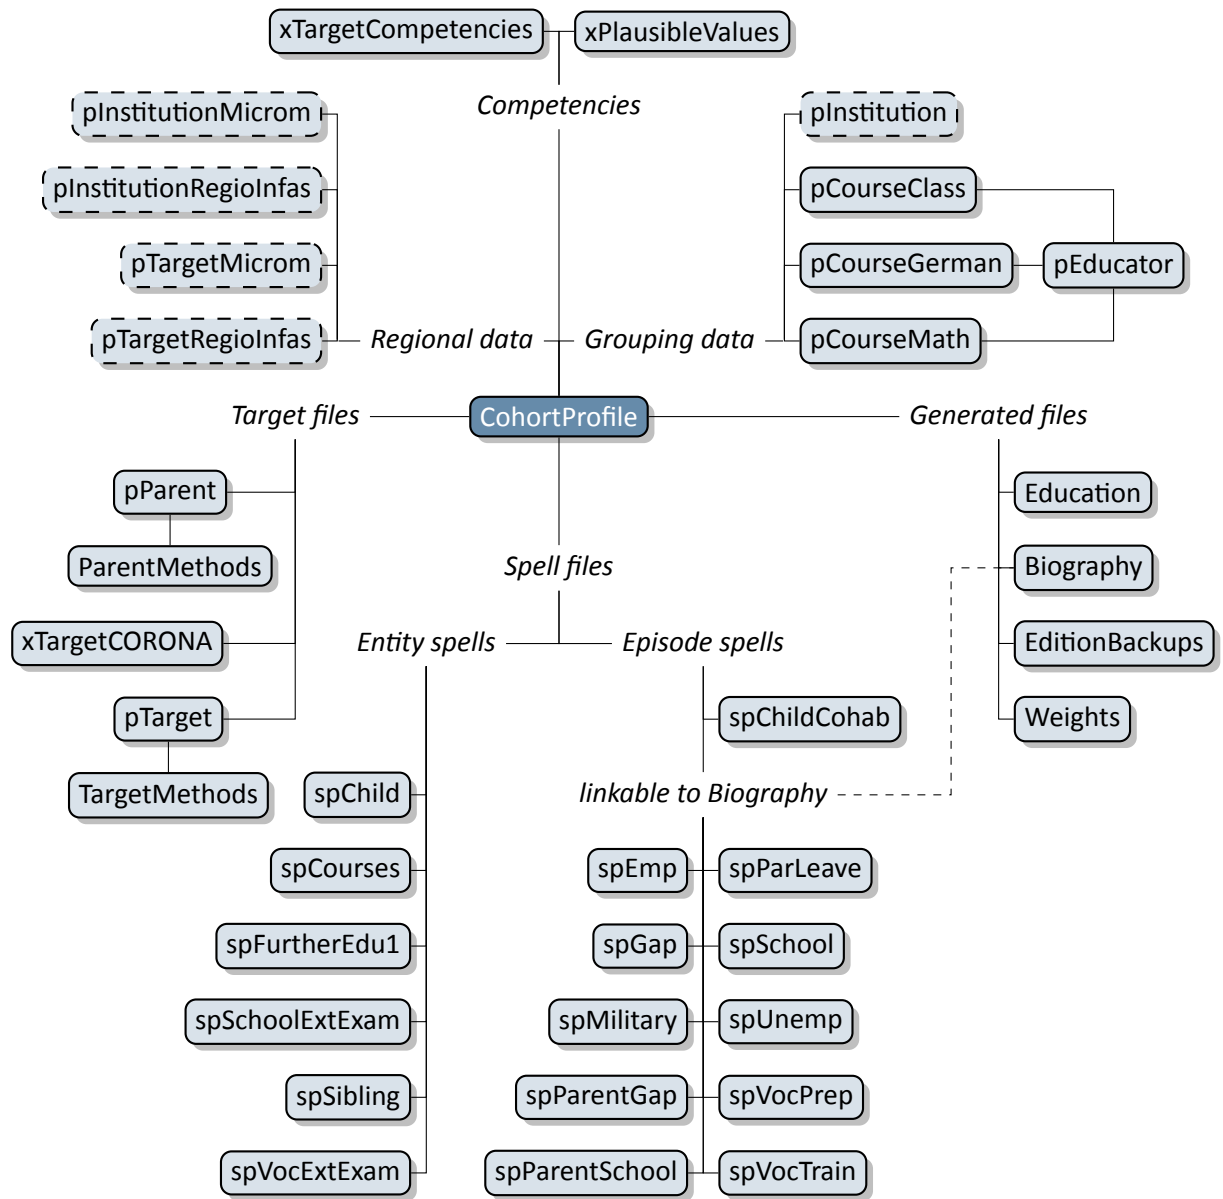 xTargetCompetencies xPlausibleValues
Competencies
pInstitutionMicrom pInstitution
pInstitutionRegioInfas pCourseClass
pTargetMicrom pCourseGerman pEducator
pTargetRegioInfas Regional data Grouping data pCourseMath
Target files CohortProfile Generated files
pParent Education
ParentMethods Spell files Biography
xTargetCORONA Entity spells Episode spells EditionBackups
pTarget spChildCohab Weights
TargetMethods spChild linkable to Biography
spCourses spEmp spParLeave
spFurtherEdu1 spGap spSchool
spSchoolExtExam spMilitary spUnemp
spSibling spParentGap spVocPrep
spVocExtExam spParentSchool spVocTrain